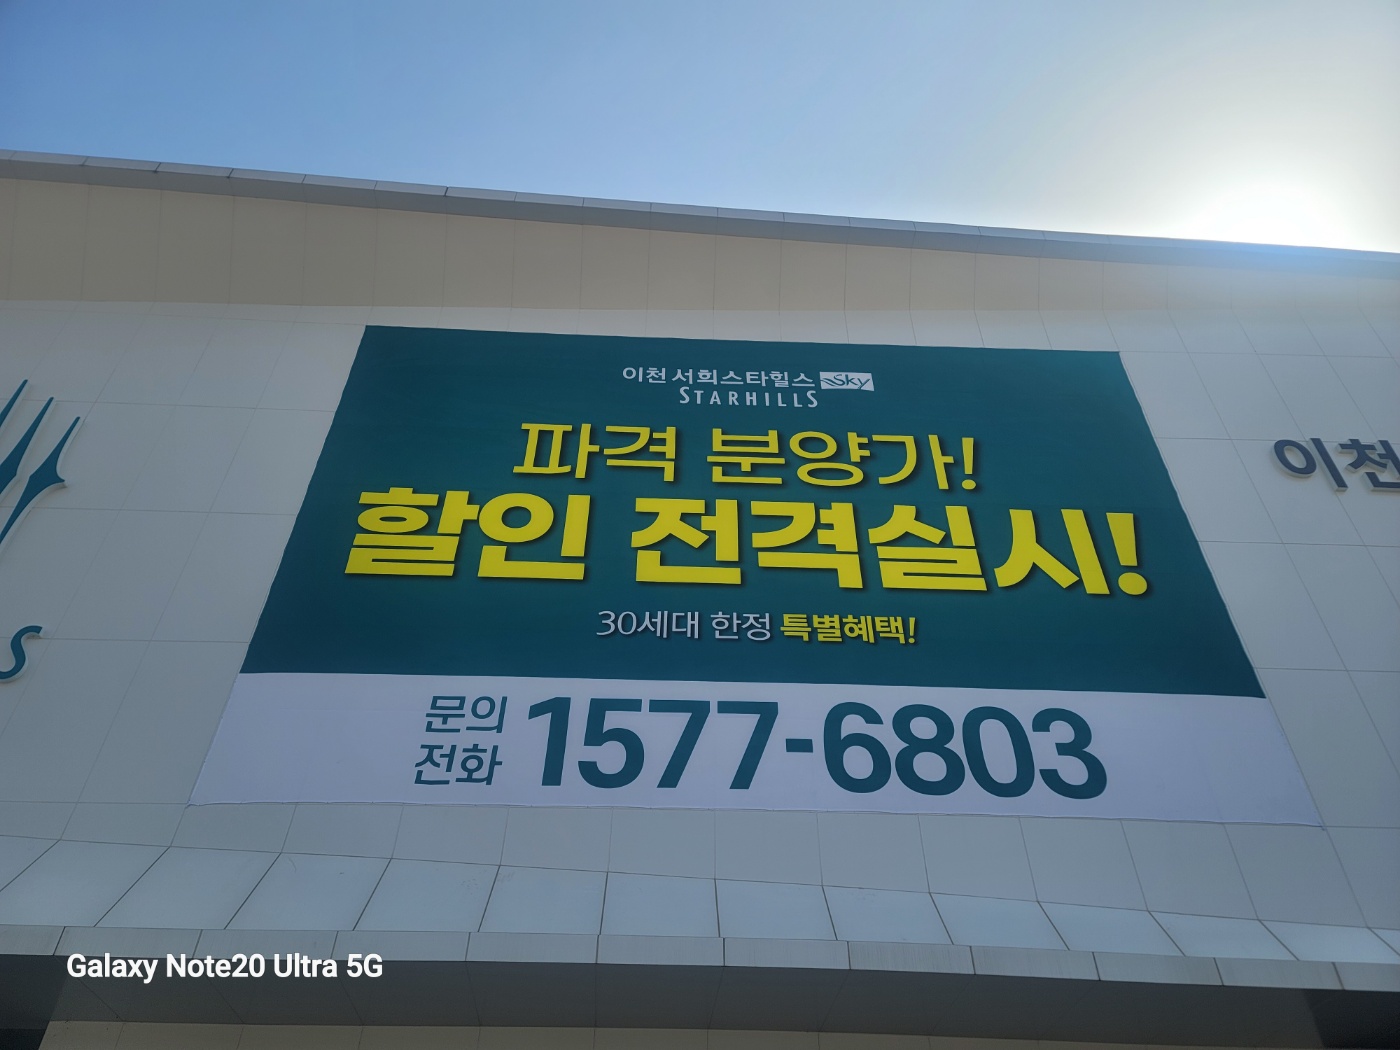 이천 서희스타힐스 Sky
STARHILLS
파격 분양가!
할인 전격실시!
30세대 한정 특별혜택!
문의
전화 1577-6803
이천
S
Galaxy Note20 Ultra 5G